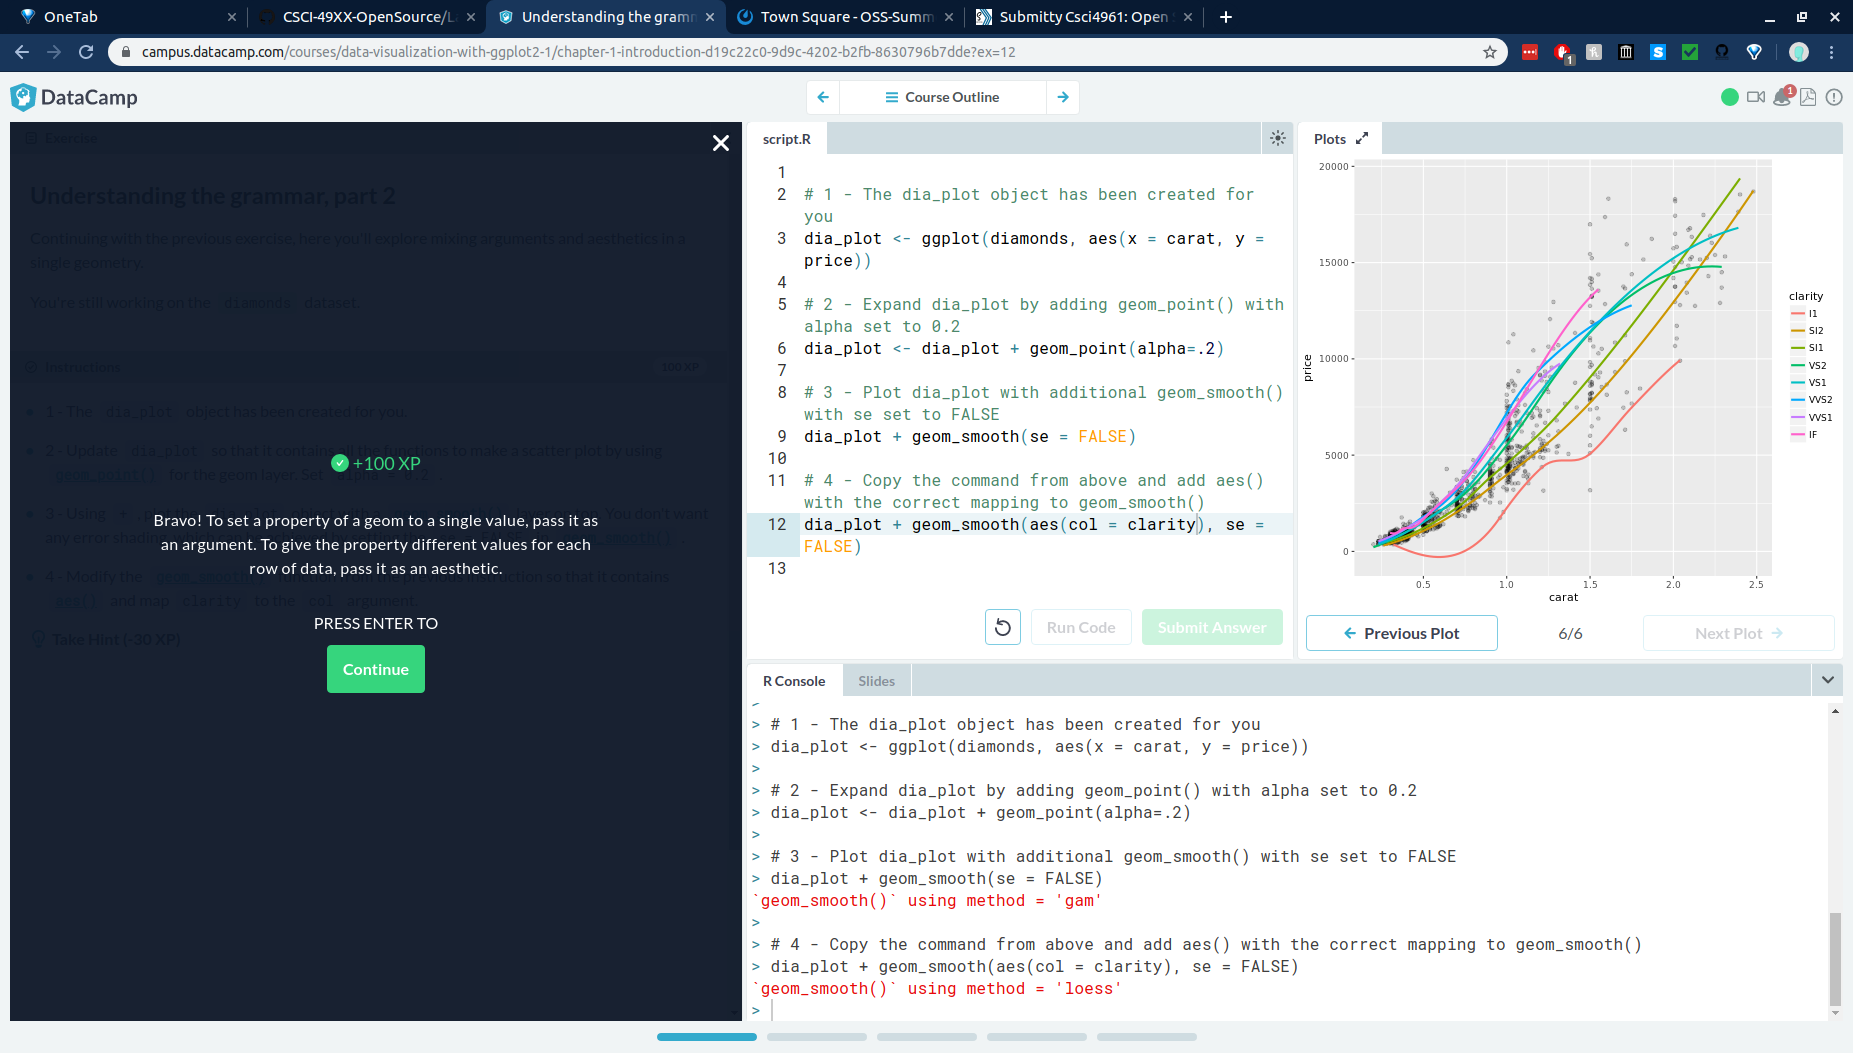 OneTab
CSCI-49XX-OpenSource/L
Understanding the gramm
Town Square - OSS-Summ
Submitty Csci4961: Open
campus.datacamp.com/courses/data-visualization-with-ggplot2-1/chapter-1-introduction-d19c22c0-9d9c-4202-b2fb-8630796b7dde?ex=12
1
DataCamp
Course Outline
1
Exercise
Understanding the grammar, part 2
Continuing with the previous exercise, here you'll explore mixing arguments and aesthetics in a
single geometry.
You're still working on the diamonds dataset.
Instructions
100 XP
1 - The dia_plot object has been created for you.
2 - Update dia_plot so that it contains all the functions to make a scatter plot by using
geom_point() for the geom layer. Set alpha = 0.2.
3 - Using
You don't want
any error shading
4 - Modify the geom_smooth() function from the previous instruction so that it contains
aes() and map clarity to the col argument.
Take Hint (-30 XP)
+100 XP
Bravo! To set a property of a geom to a single value, pass it as
an argument. To give the property different values for each
row of data, pass it as an aesthetic.
PRESS ENTER TO
Continue
script.R
1
2 # 1 - The dia_plot object has been created for
you
3 dia_plot <- ggplot(diamonds, aes(x = carat, y =
price))
4
5 # 2 - Expand dia_plot by adding geom_point() with
alpha set to 0.2
6 dia_plot <- dia_plot + geom_point(alpha=.2)
7
8 # 3 - Plot dia_plot with additional geom_smooth()
with se set to FALSE
9 dia_plot + geom_smooth(se = FALSE)
10
11 # 4 - Copy the command from above and add aes()
with the correct mapping to geom_smooth()
12 dia_plot + geom_smooth(aes(col = clarity), se =
FALSE)
13
Run Code
Submit Answer
Plots
20000
15000
10000
5000
0
price
0.5 1.0 1.5 2.0 2.5
carat
clarity
I1
SI2
SI1
VS2
VS1
VVS2
VVS1
IF
Previous Plot
6/6
Next Plot
R Console
Slides
>
> # 1 - The dia_plot object has been created for you
> dia_plot <- ggplot(diamonds, aes(x = carat, y = price))
>
> # 2 - Expand dia_plot by adding geom_point() with alpha set to 0.2
> dia_plot <- dia_plot + geom_point(alpha=.2)
>
> # 3 - Plot dia_plot with additional geom_smooth() with se set to FALSE
> dia_plot + geom_smooth(se = FALSE)
`geom_smooth()` using method = 'gam'
>
> # 4 - Copy the command from above and add aes() with the correct mapping to geom_smooth()
> dia_plot + geom_smooth(aes(col = clarity), se = FALSE)
`geom_smooth()` using method = 'loess'
>